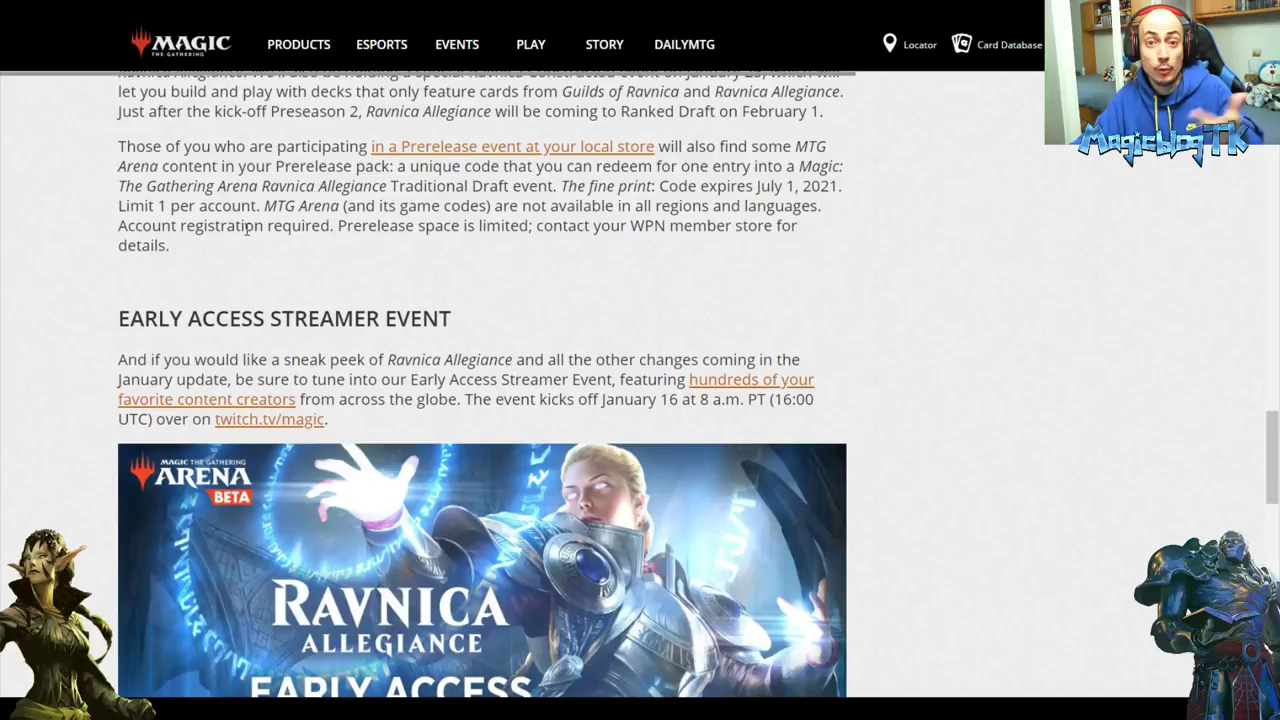 MAGIC
THE GATHERING
PRODUCTS ESPORTS EVENTS PLAY STORY DAILYMTG Locator Card Database
let you build and play with decks that only feature cards from Guilds of Ravnica and Ravnica Allegiance.
Just after the kick-off Preseason 2, Ravnica Allegiance will be coming to Ranked Draft on February 1.
Those of you who are participating in a Prerelease event at your local store will also find some MTG
Arena content in your Prerelease pack: a unique code that you can redeem for one entry into a Magic:
The Gathering Arena Ravnica Allegiance Traditional Draft event. The fine print: Code expires July 1, 2021.
Limit 1 per account. MTG Arena (and its game codes) are not available in all regions and languages.
Account registration required. Prerelease space is limited; contact your WPN member store for
details.
EARLY ACCESS STREAMER EVENT
And if you would like a sneak peek of Ravnica Allegiance and all the other changes coming in the
January update, be sure to tune into our Early Access Streamer Event, featuring hundreds of your
favorite content creators from across the globe. The event kicks off January 16 at 8 a.m. PT (16:00
UTC) over on twitch.tv/magic.
MAGIC THE GATHERING
ARENA
BETA
RAVNICA
ALLEGIANCE
EARLY ACCESS
MagicblogTK